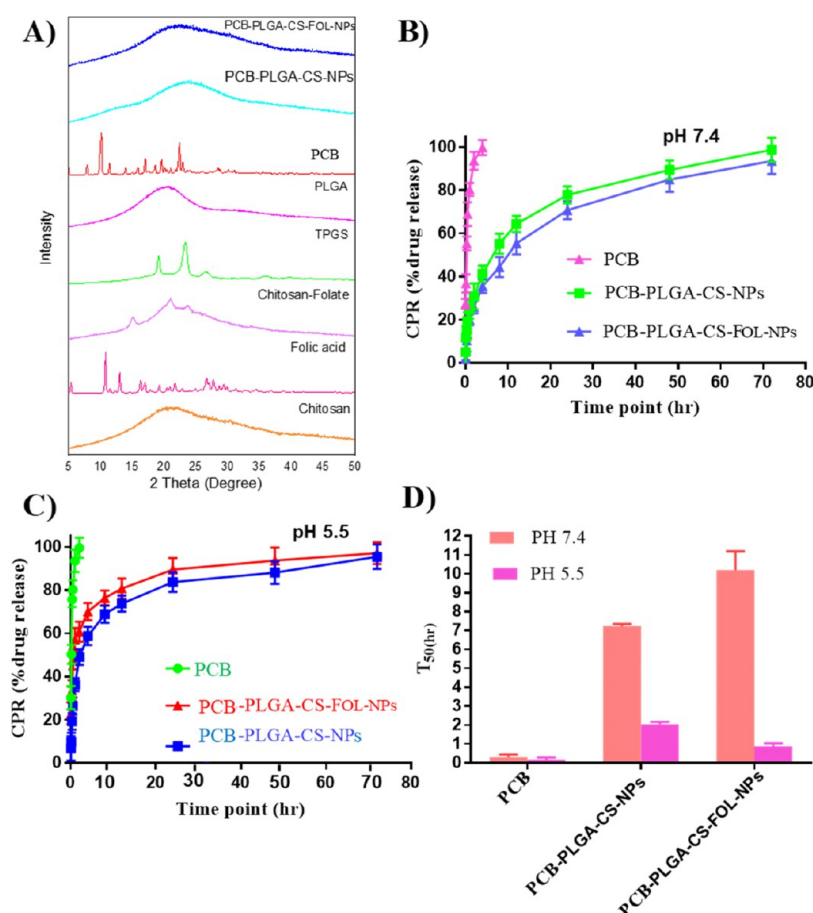 A)
PCB-PLGA-CS-FOL-NPs
PCB-PLGA-CS-NPs
PCB
PLGA
TPGS
Chitosan-Folate
Folic acid
Chitosan
Intensity
5 10 15 20 25 30 35 40 45 50
2 Theta (Degree)
B)
pH 7.4
100
80
60
40
20
0
CPR (%drug release)
PCB
PCB-PLGA-CS-NPs
PCB-PLGA-CS-FOL-NPs
0 10 20 30 40 50 60 70 80
Time point (hr)
C)
pH 5.5
100
80
60
40
20
0
CPR (%drug release)
PCB
PCB-PLGA-CS-FOL-NPs
PCB-PLGA-CS-NPs
0 10 20 30 40 50 60 70 80
Time point (hr)
D)
PH 7.4
PH 5.5
12
11
10
9
8
7
6
5
4
3
2
1
0
T50(hr)
PCB
PCB-PLGA-CS-NPs
PCB-PLGA-CS-FOL-NPs